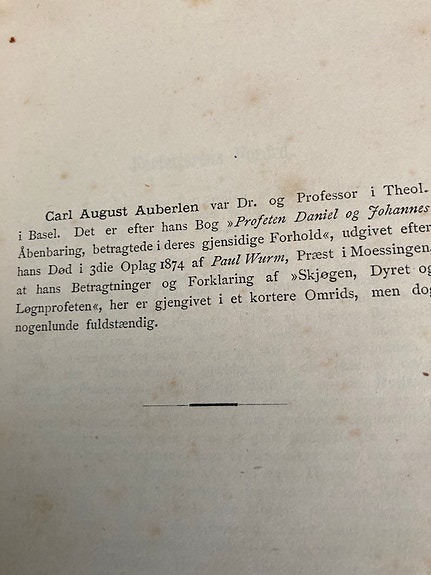 Carl August Auberlen var Dr. og Professor i Theol.
i Basel. Det er efter hans Bog »Profeten Daniel og Johannes
Åbenbaring, betragtede i deres gjensidige Forhold«, udgivet efter
hans Død i 3die Oplag 1874 af Paul Wurm, Præst i Moessingen,
at hans Betragtninger og Forklaring af »Skjøgen, Dyret og
Løgnprofeten«, her er gjengivet i et kortere Omrids, men dog
nogenlunde fuldstændig.